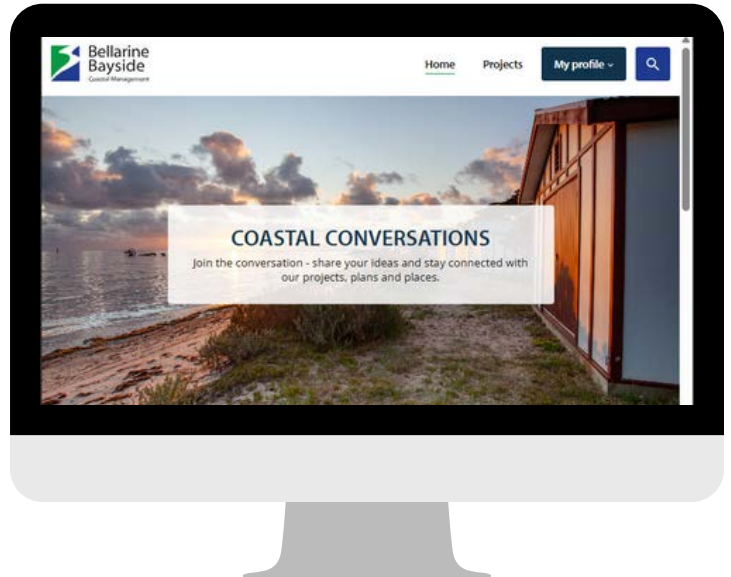 Bellarine
Bayside
Coastal Management
Home
Projects
My profile
COASTAL CONVERSATIONS
Join the conversation - share your ideas and stay connected with
our projects, plans and places.